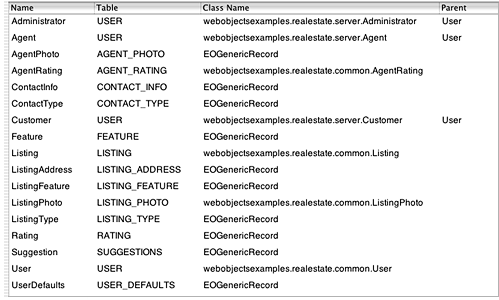 Name Table Class Name Parent
Administrator USER webobjectsexamples.realestate.server.Administrator User
Agent USER webobjectsexamples.realestate.server.Agent User
AgentPhoto AGENT_PHOTO EOGenericRecord
AgentRating AGENT_RATING webobjectsexamples.realestate.common.AgentRating
ContactInfo CONTACT_INFO EOGenericRecord
ContactType CONTACT_TYPE EOGenericRecord
Customer USER webobjectsexamples.realestate.server.Customer User
Feature FEATURE EOGenericRecord
Listing LISTING webobjectsexamples.realestate.common.Listing
ListingAddress LISTING_ADDRESS EOGenericRecord
ListingFeature LISTING_FEATURE EOGenericRecord
ListingPhoto LISTING_PHOTO webobjectsexamples.realestate.common.ListingPhoto
ListingType LISTING_TYPE EOGenericRecord
Rating RATING EOGenericRecord
Suggestion SUGGESTIONS EOGenericRecord
User USER webobjectsexamples.realestate.common.User
UserDefaults USER_DEFAULTS EOGenericRecord